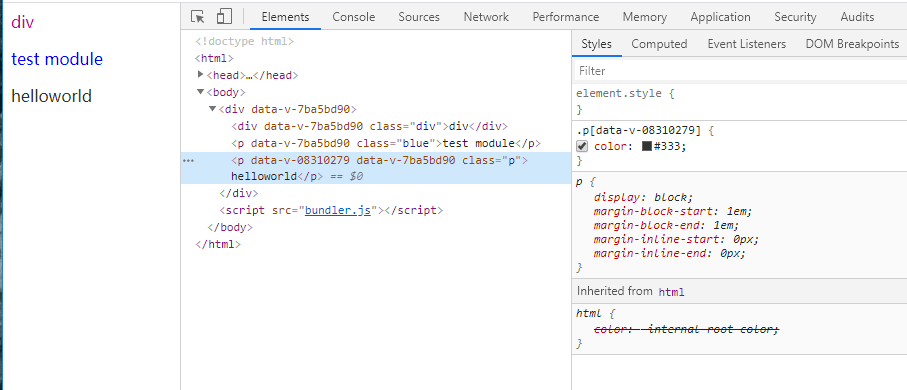 div
test module
helloworld
Elements Console Sources Network Performance Memory Application Security Audits
<!doctype html>
<html>
<head>…</head>
<body>
<div data-v-7ba5bd90>
<div data-v-7ba5bd90 class="div">div</div>
<p data-v-7ba5bd90 class="blue">test module</p>
… <p data-v-08310279 data-v-7ba5bd90 class="p">
helloworld</p> == $0
</div>
<script src="bundler.js"></script>
</body>
</html>
Styles Computed Event Listeners DOM Breakpoints
Filter
element.style {
}
.p[data-v-08310279] {
color: #333;
}
p {
display: block;
margin-block-start: 1em;
margin-block-end: 1em;
margin-inline-start: 0px;
margin-inline-end: 0px;
}
Inherited from html
html {
color: -internal-root-color;
}